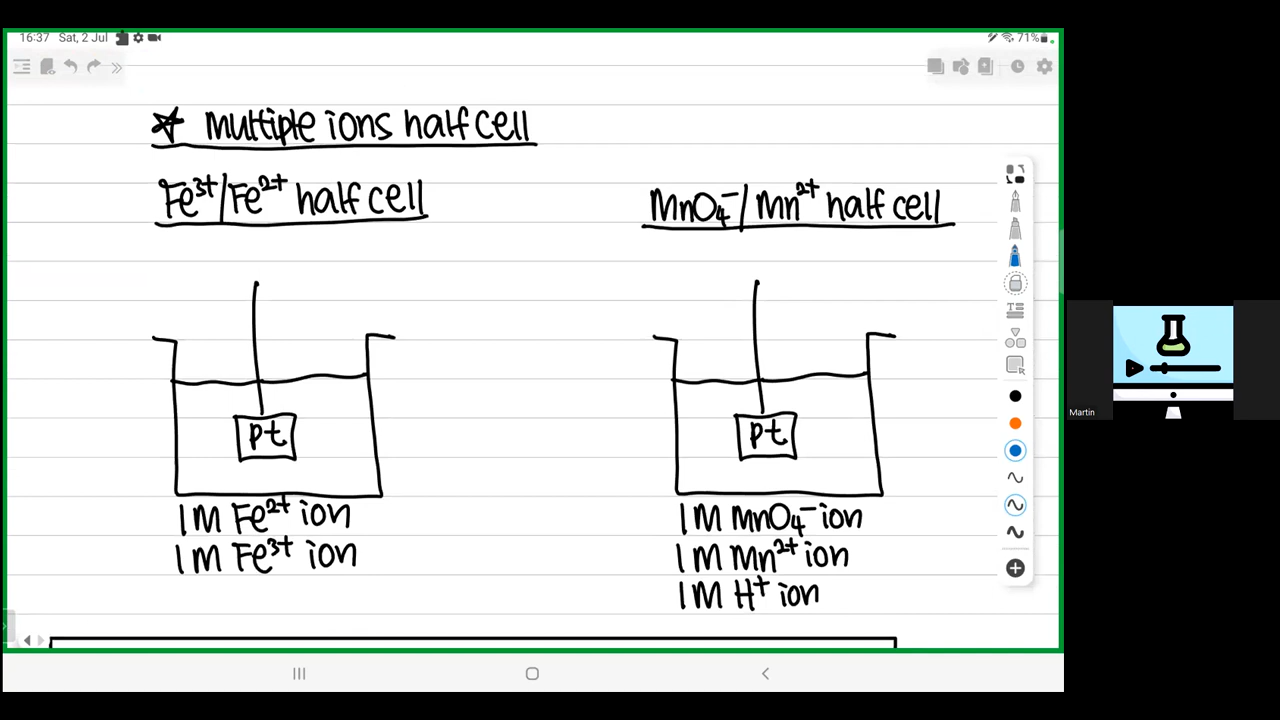 16:37 Sat, 2 Jul
71%
☆ multiple ions half cell
Fe³⁺/Fe²⁺ half cell
MnO₄⁻/Mn²⁺ half cell
pt
pt
1M Fe²⁺ ion
1M Fe³⁺ ion
1M MnO₄⁻ ion
1M Mn²⁺ ion
1M H⁺ ion
Martin